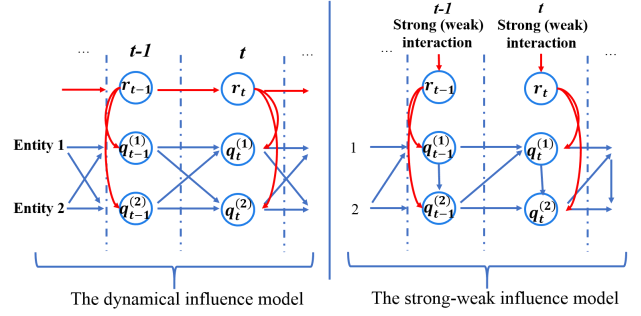 t-1
t
Strong (weak) Strong (weak)
interaction interaction
... t-1 t ... ... ...
r_{t-1} r_t r_{t-1} r_t
Entity 1 q_{t-1}^{(1)} q_t^{(1)} 1 q_{t-1}^{(1)} q_t^{(1)}
Entity 2 q_{t-1}^{(2)} q_t^{(2)} 2 q_{t-1}^{(2)} q_t^{(2)}
The dynamical influence model The strong-weak influence model